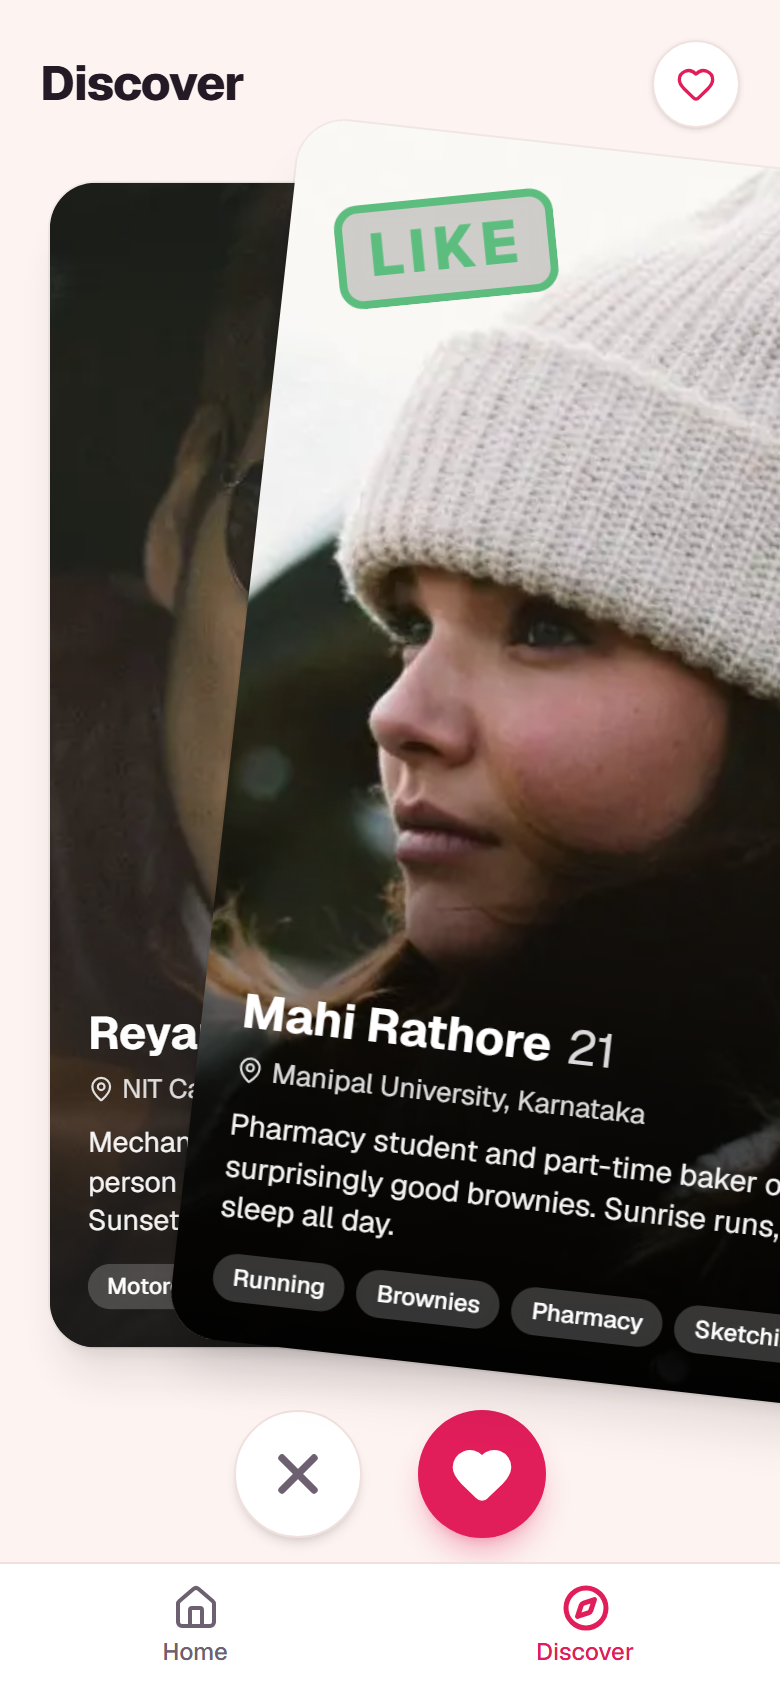 Discover
LIKE
Mahi Rathore 21
Manipal University, Karnataka
Pharmacy student and part-time baker
surprisingly good brownies. Sunrise runs,
sleep all day.
Running
Brownies
Pharmacy
Sketchi
Reya
NIT Ca
Mechan
person
Sunset
Motor
Home
Discover